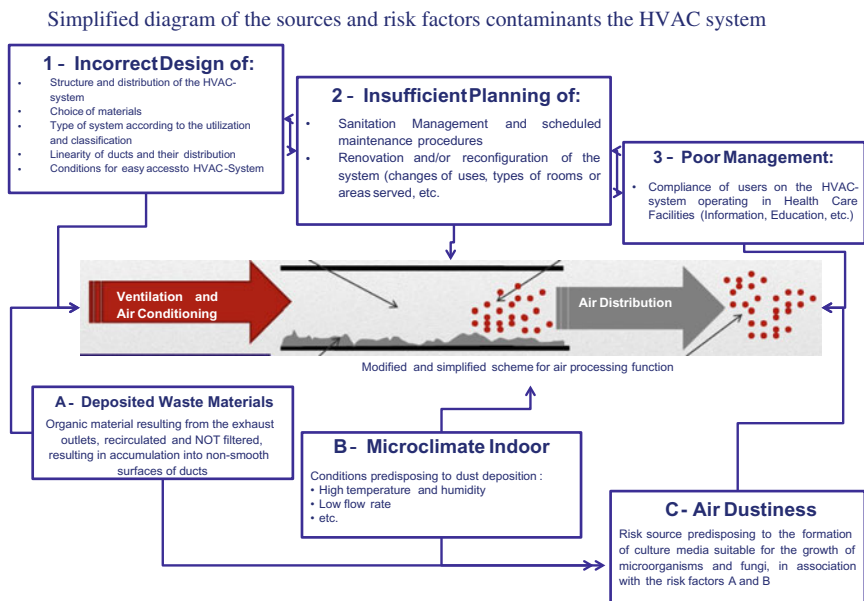 Simplified diagram of the sources and risk factors contaminants the HVAC system
1 - Incorrect Design of:
• Structure and distribution of the HVAC-
system
• Choice of materials
• Type of system according to the utilization
and classification
• Linearity of ducts and their distribution
• Conditions for easy accessto HVAC-System
2 - Insufficient Planning of:
• Sanitation Management and scheduled
maintenance procedures
• Renovation and/or reconfiguration of the
system (changes of uses, types of rooms or
areas served, etc.
3 - Poor Management:
• Compliance of users on the HVAC-
system operating in Health Care
Facilities (Information, Education, etc.)
Ventilation and
Air Conditioning
Air Distribution
Modified and simplified scheme for air processing function
A - Deposited Waste Materials
Organic material resulting from the exhaust
outlets, recirculated and NOT filtered,
resulting in accumulation into non-smooth
surfaces of ducts
B - Microclimate Indoor
Conditions predisposing to dust deposition :
• High temperature and humidity
• Low flow rate
• etc.
C - Air Dustiness
Risk source predisposing to the formation
of culture media suitable for the growth of
microorganisms and fungi, in association
with the risk factors A and B